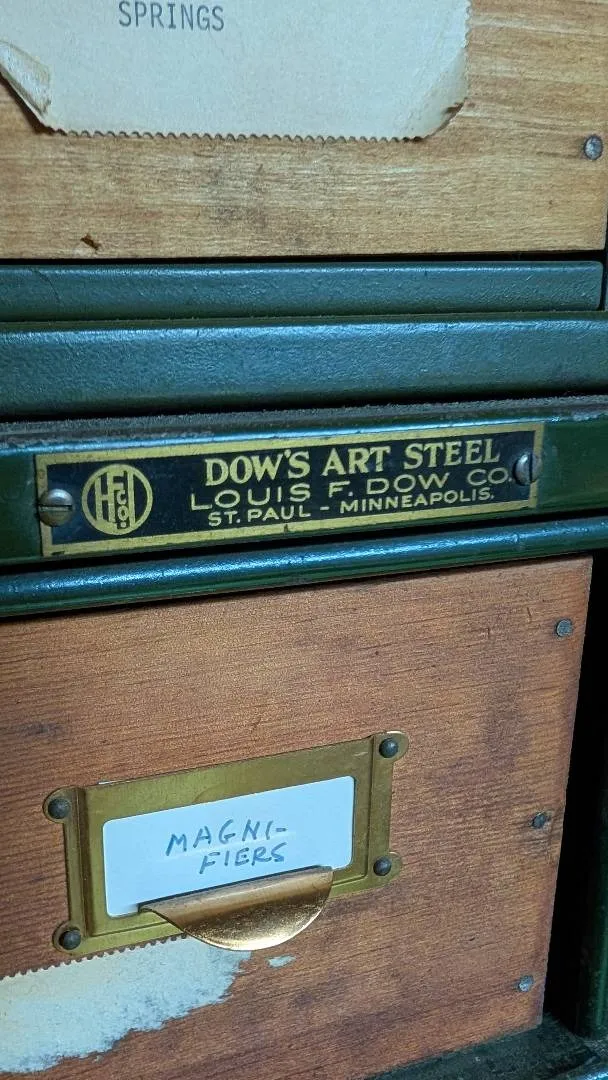 SPRINGS
DOW'S ART STEEL
LOUIS F. DOW CO.
ST. PAUL - MINNEAPOLIS.
MAGNI-
FIERS